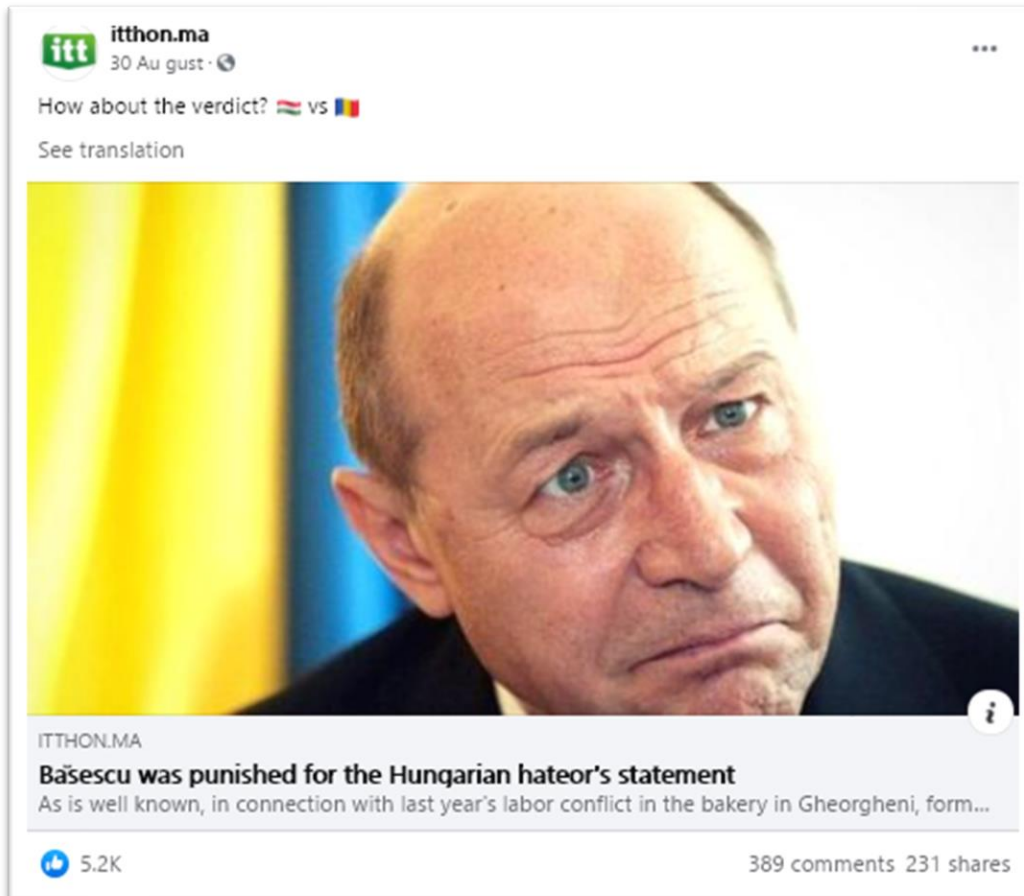 itt
itthon.ma
30 Au gust ·
How about the verdict? vs
See translation
i
ITTHON.MA
Băsescu was punished for the Hungarian hateor's statement
As is well known, in connection with last year's labor conflict in the bakery in Gheorgheni, form...
5.2K
389 comments 231 shares